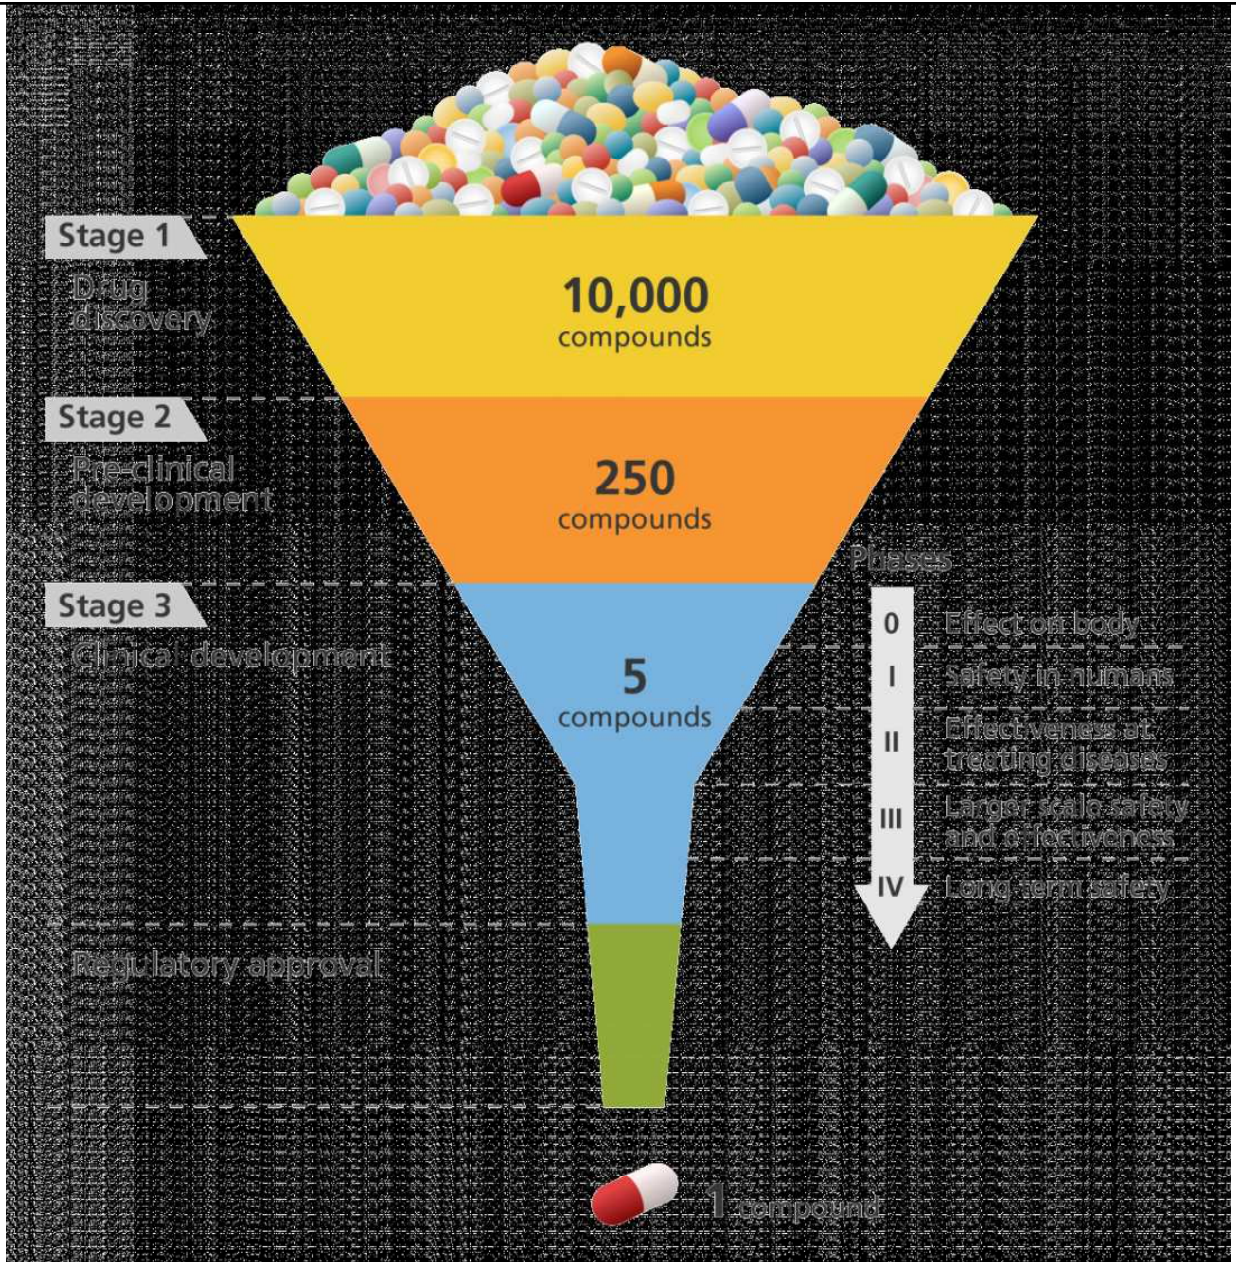 Stage 1
Drug
discovery
10,000
compounds
Stage 2
Pre-clinical
development
250
compounds
Stage 3
Clinical development
5
compounds
Phases
0
Effect on body
I
Safety in humans
II
Effectiveness at
treating diseases
III
Larger scale safety
and effectiveness
IV
Long-term safety
Regulatory approval
1 compound